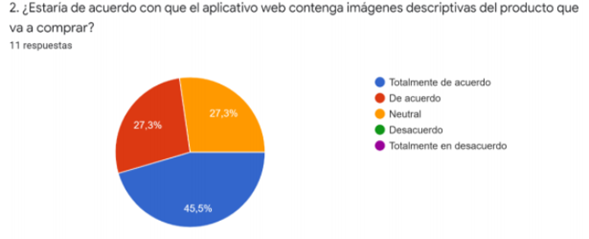 2. ¿Estaría de acuerdo con que el aplicativo web contenga imágenes descriptivas del producto que
va a comprar?
11 respuestas
27,3%
27,3%
45,5%
Totalmente de acuerdo
De acuerdo
Neutral
Desacuerdo
Totalmente en desacuerdo